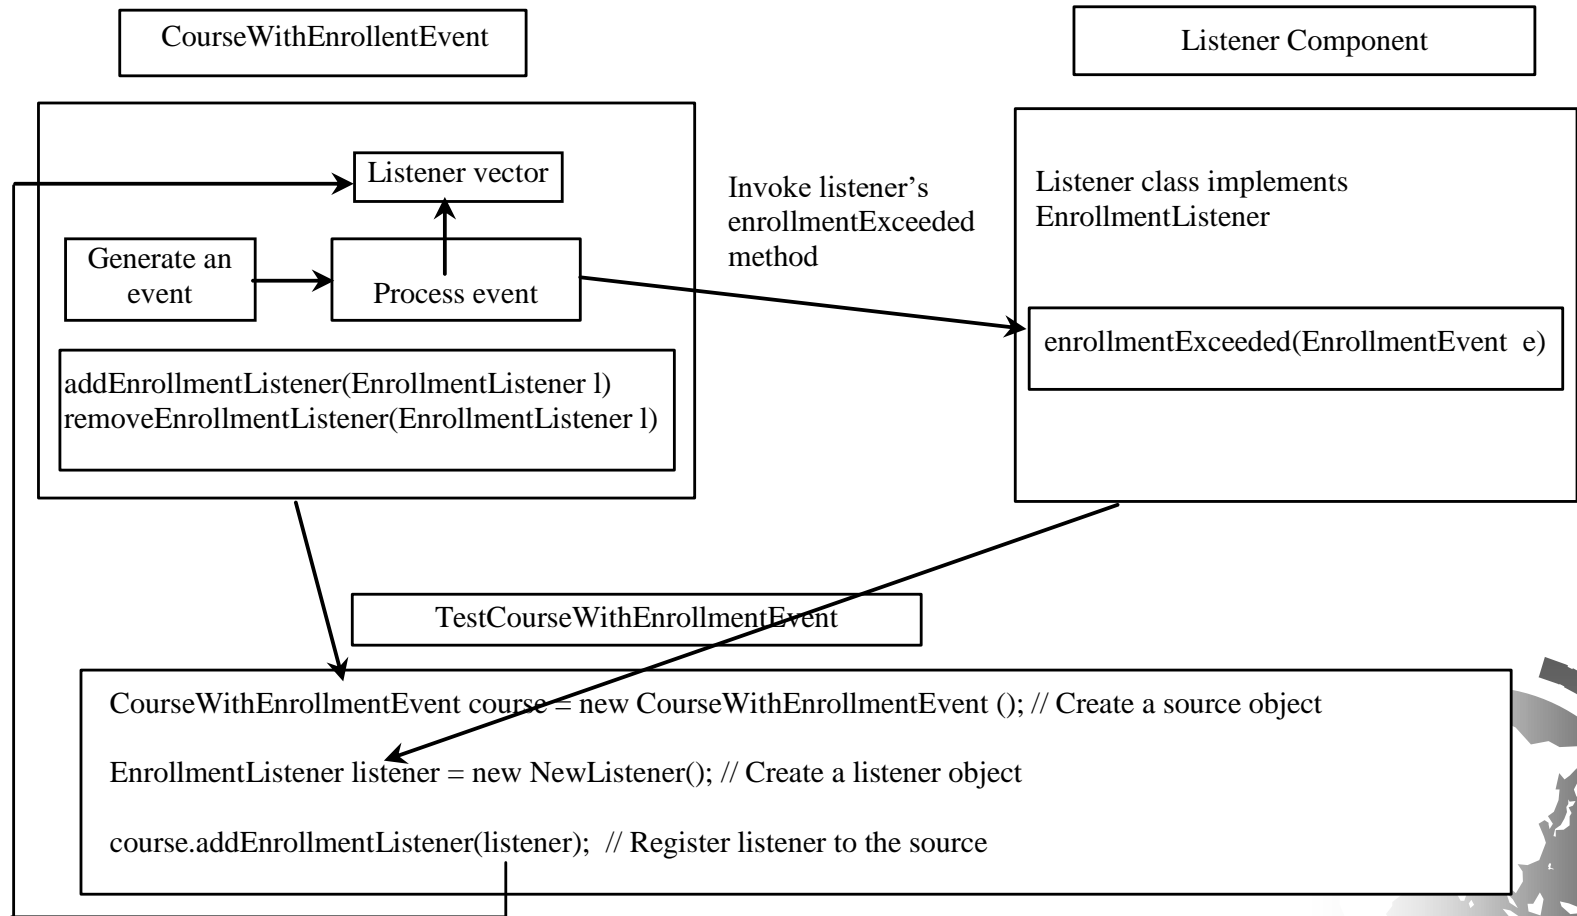 CourseWithEnrollentEvent
Listener Component
Listener vector
Generate an
event
Process event
addEnrollmentListener(EnrollmentListener l)
removeEnrollmentListener(EnrollmentListener l)
Invoke listener’s
enrollmentExceeded
method
Listener class implements
EnrollmentListener
enrollmentExceeded(EnrollmentEvent e)
TestCourseWithEnrollmentEvent
CourseWithEnrollmentEvent course = new CourseWithEnrollmentEvent (); // Create a source object
EnrollmentListener listener = new NewListener(); // Create a listener object
course.addEnrollmentListener(listener); // Register listener to the source